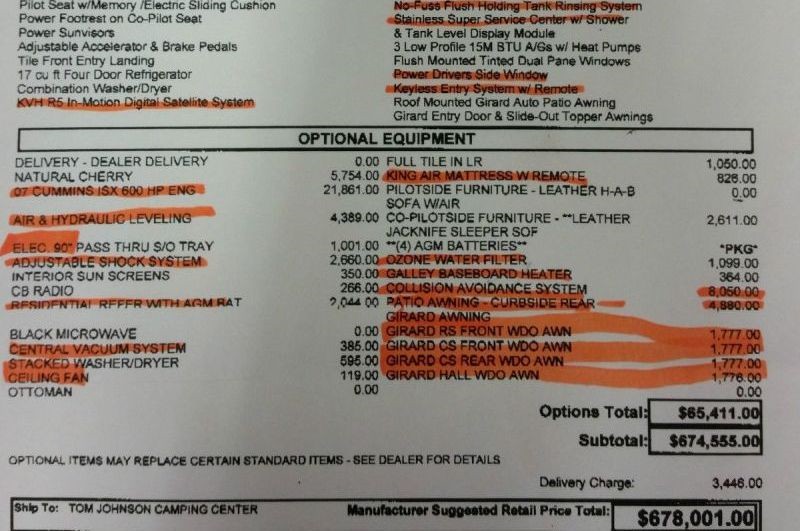 Pilot Seat w/Memory /Electric Sliding Cushion
Power Footrest on Co-Pilot Seat
Power Sunvisors
Adjustable Accelerator & Brake Pedals
Tile Front Entry Landing
17 cu ft Four Door Refrigerator
Combination Washer/Dryer
KVH R5 In-Motion Digital Satellite System
No-Fuss Flush Holding Tank Rinsing System
Stainless Super Service Center w/ Shower
& Tank Level Display Module
3 Low Profile 15M BTU A/Gs w/ Heat Pumps
Flush Mounted Tinted Dual Pane Windows
Power Drivers Side Window
Keyless Entry System w/ Remote
Roof Mounted Girard Auto Patio Awning
Girard Entry Door & Slide-Out Topper Awnings
OPTIONAL EQUIPMENT
DELIVERY - DEALER DELIVERY 0.00
NATURAL CHERRY 5,754.00
07 CUMMINS ISX 600 HP ENG 21,861.00
AIR & HYDRAULIC LEVELING 4,389.00
ELEC. 90" PASS THRU S/O TRAY 1,001.00
ADJUSTABLE SHOCK SYSTEM 2,660.00
INTERIOR SUN SCREENS 350.00
CB RADIO 266.00
RESIDENTIAL REFER WITH AGM BAT 2,044.00
BLACK MICROWAVE 0.00
CENTRAL VACUUM SYSTEM 385.00
STACKED WASHER/DRYER 595.00
CEILING FAN 119.00
OTTOMAN 0.00
FULL TILE IN LR 1,050.00
KING AIR MATTRESS W REMOTE 828.00
PILOTSIDE FURNITURE - LEATHER H-A-B 0.00
SOFA W/AIR
CO-PILOTSIDE FURNITURE - **LEATHER 2,611.00
JACKNIFE SLEEPER SOF
**(4) AGM BATTERIES** *PKG*
OZONE WATER FILTER 1,099.00
GALLEY BASEBOARD HEATER 364.00
COLLISION AVOIDANCE SYSTEM 8,050.00
PATIO AWNING - CURBSIDE REAR 4,880.00
GIRARD AWNING
GIRARD RS FRONT WDO AWN 1,777.00
GIRARD CS FRONT WDO AWN 1,777.00
GIRARD CS REAR WDO AWN 1,777.00
GIRARD HALL WDO AWN 1,776.00
0.00
Options Total: $65,411.00
Subtotal: $674,555.00
OPTIONAL ITEMS MAY REPLACE CERTAIN STANDARD ITEMS - SEE DEALER FOR DETAILS
Delivery Charge: 3,446.00
Ship To: TOM JOHNSON CAMPING CENTER
Manufacturer Suggested Retail Price Total: $678,001.00